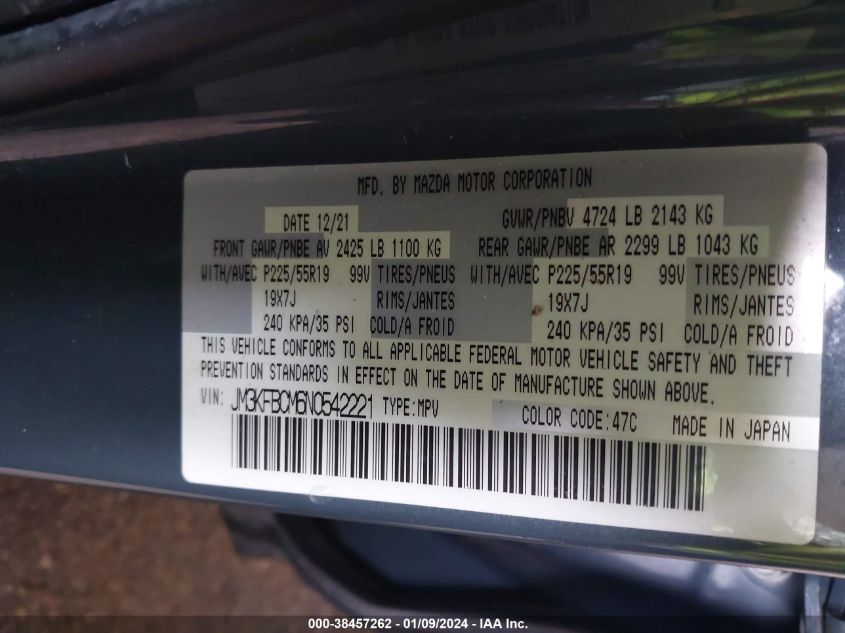 MFD. BY MAZDA MOTOR CORPORATION
DATE 12/21 GVWR/PNBV 4724 LB 2143 KG
FRONT GAWR/PNBE AV 2425 LB 1100 KG REAR GAWR/PNBE AR 2299 LB 1043 KG
WITH/AVEC P225/55R19 99V TIRES/PNEUS WITH/AVEC P225/55R19 99V TIRES/PNEUS
19X7J RIMS/JANTES 19X7J RIMS/JANTES
240 KPA/35 PSI COLD/A FROID 240 KPA/35 PSI COLD/A FROID
THIS VEHICLE CONFORMS TO ALL APPLICABLE FEDERAL MOTOR VEHICLE SAFETY AND THEFT
PREVENTION STANDARDS IN EFFECT ON THE DATE OF MANUFACTURE SHOWN ABOVE.
VIN: JM3KFBCM6N0542221 TYPE:MPV COLOR CODE:47C MADE IN JAPAN
000-38457262 - 01/09/2024 - IAA Inc.